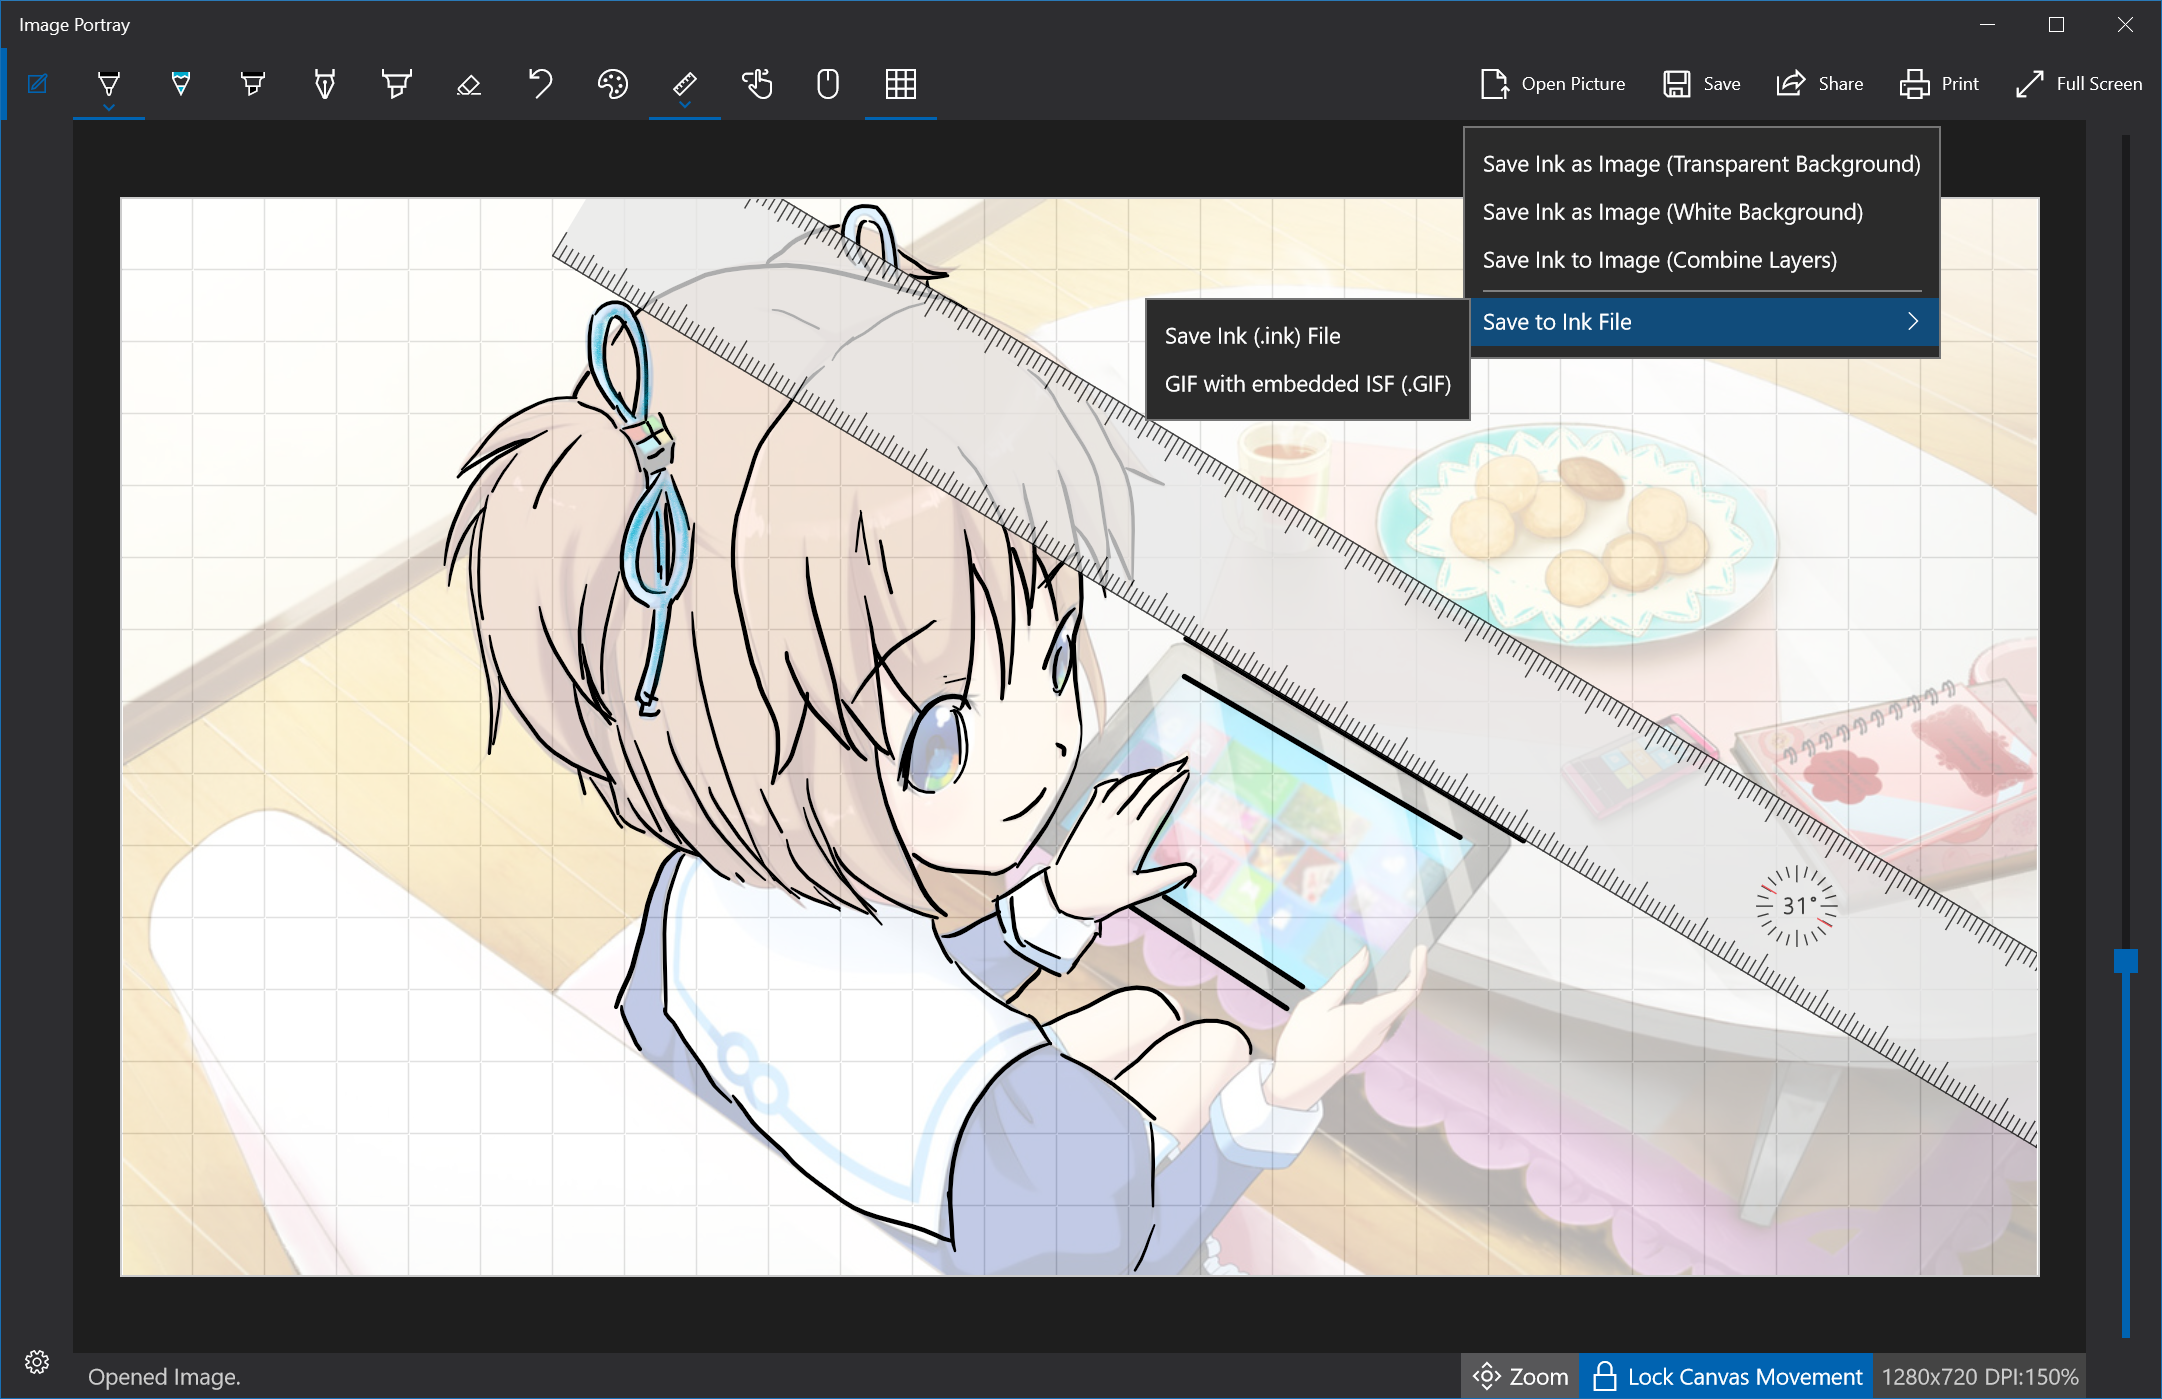 Image Portray
Open Picture
Save
Share
Print
Full Screen
Save Ink as Image (Transparent Background)
Save Ink as Image (White Background)
Save Ink to Image (Combine Layers)
Save to Ink File
Save Ink (.ink) File
GIF with embedded ISF (.GIF)
31°
Opened Image.
Zoom
Lock Canvas Movement
1280x720 DPI:150%